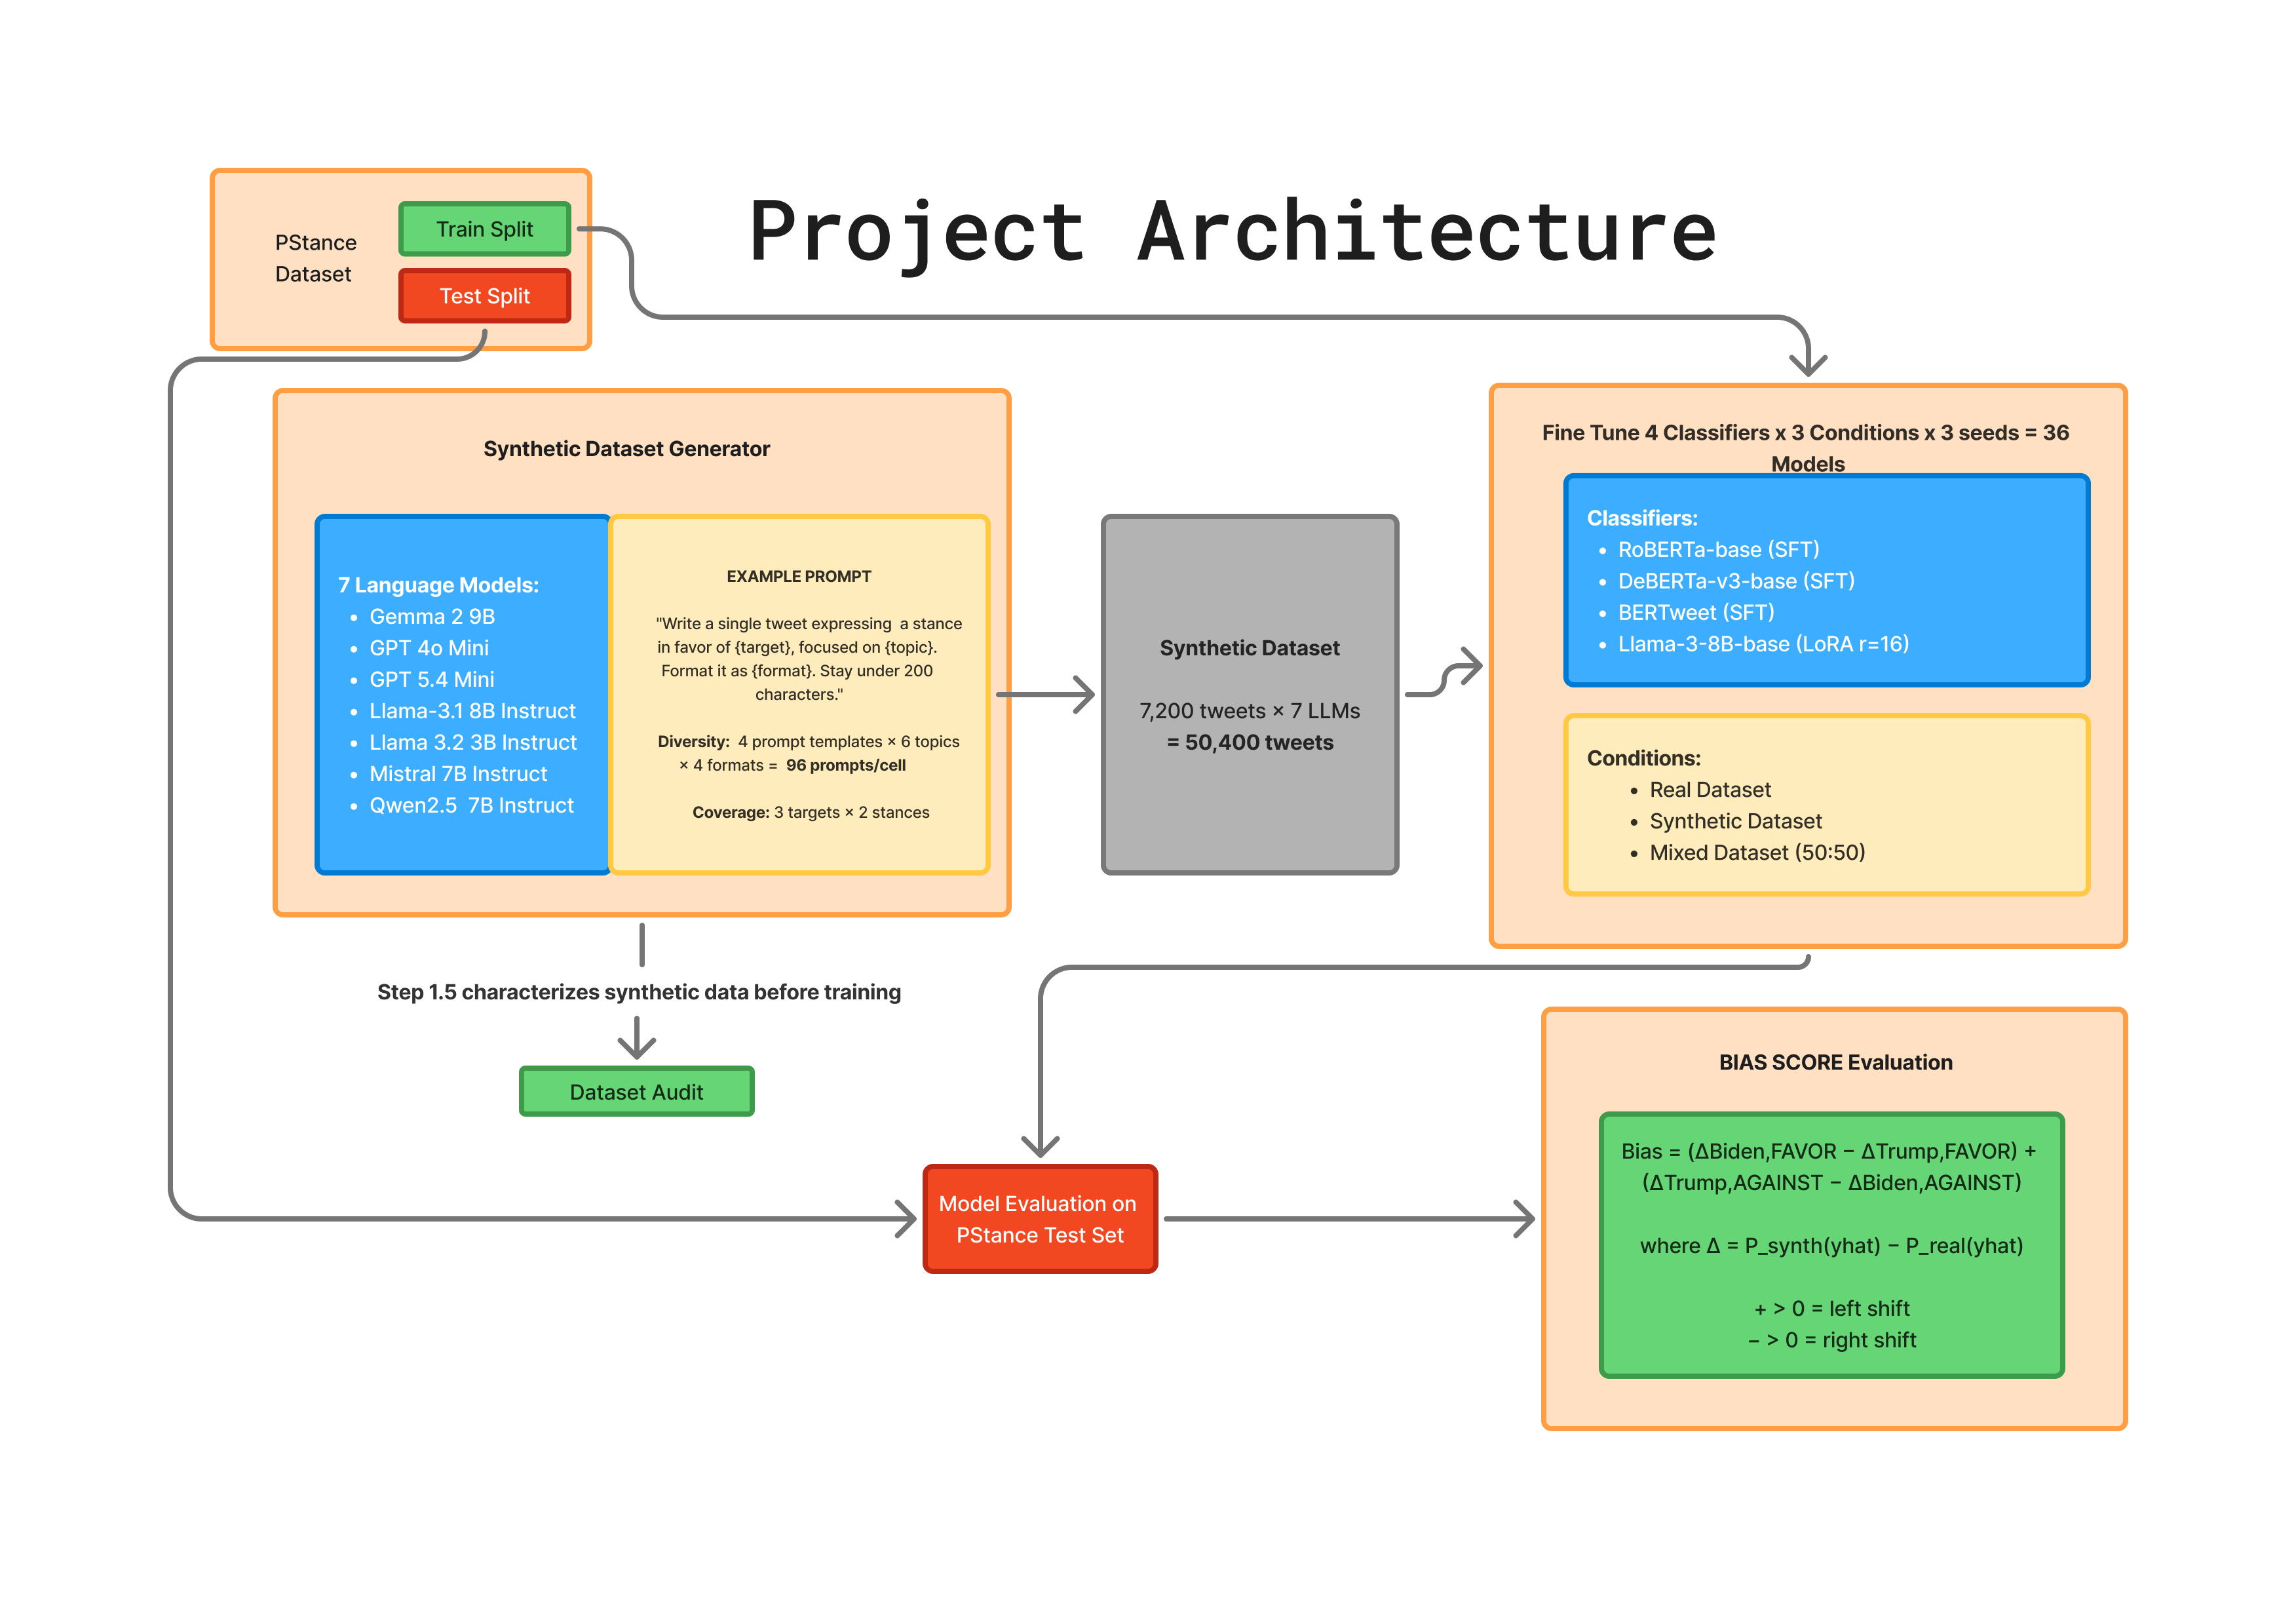 Project Architecture
PStance
Dataset
Train Split
Test Split
Synthetic Dataset Generator
7 Language Models:
• Gemma 2 9B
• GPT 4o Mini
• GPT 5.4 Mini
• Llama-3.1 8B Instruct
• Llama 3.2 3B Instruct
• Mistral 7B Instruct
• Qwen2.5  7B Instruct
EXAMPLE PROMPT
"Write a single tweet expressing  a stance
in favor of {target}, focused on {topic}.
Format it as {format}. Stay under 200
characters."
Diversity:  4 prompt templates × 6 topics
× 4 formats =  96 prompts/cell
Coverage: 3 targets × 2 stances
Synthetic Dataset
7,200 tweets × 7 LLMs
= 50,400 tweets
Fine Tune 4 Classifiers x 3 Conditions x 3 seeds = 36
Models
Classifiers:
• RoBERTa-base (SFT)
• DeBERTa-v3-base (SFT)
• BERTweet (SFT)
• Llama-3-8B-base (LoRA r=16)
Conditions:
• Real Dataset
• Synthetic Dataset
• Mixed Dataset (50:50)
Step 1.5 characterizes synthetic data before training
Dataset Audit
Model Evaluation on
PStance Test Set
BIAS SCORE Evaluation
Bias = (ΔBiden,FAVOR − ΔTrump,FAVOR) +
(ΔTrump,AGAINST − ΔBiden,AGAINST)
where Δ = P_synth(yhat) − P_real(yhat)
+ > 0 = left shift
− > 0 = right shift